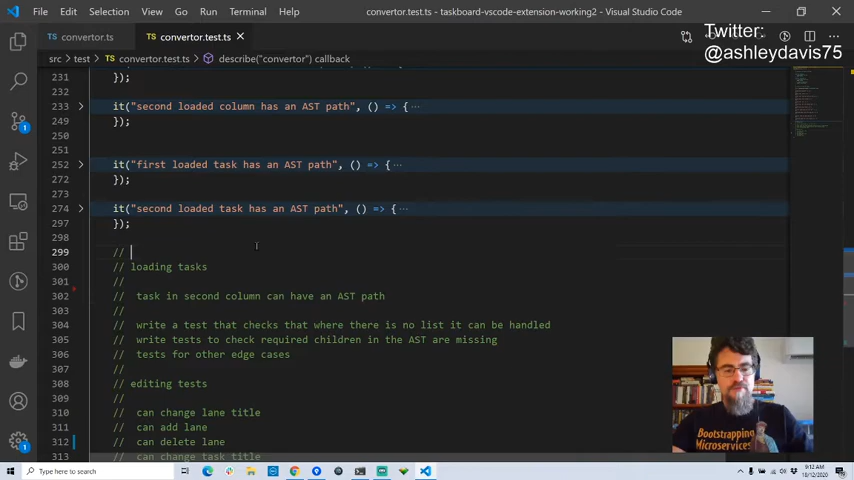 File Edit Selection View Go Run Terminal Help convertor.test.ts - taskboard-vscode-extension-working2 - Visual Studio Code
Twitter:
@ashleydavis75
convertor.ts convertor.test.ts
src > test > convertor.test.ts > describe("convertor") callback
231 });
232
233 it("second loaded column has an AST path", () => { ...
249 });
250
251
252 it("first loaded task has an AST path", () => { ...
272 });
273
274 it("second loaded task has an AST path", () => { ...
297 });
298
299 //
300 // loading tasks
301 //
302 // task in second column can have an AST path
303 //
304 // write a test that checks that where there is no list it can be handled
305 // write tests to check required children in the AST are missing
306 // tests for other edge cases
307 //
308 // editing tests
309 //
310 // can change lane title
311 // can add lane
312 // can delete lane
313 // can change task title
Bootstrapping
Microservices
Type here to search
9:12 AM
10/12/2020